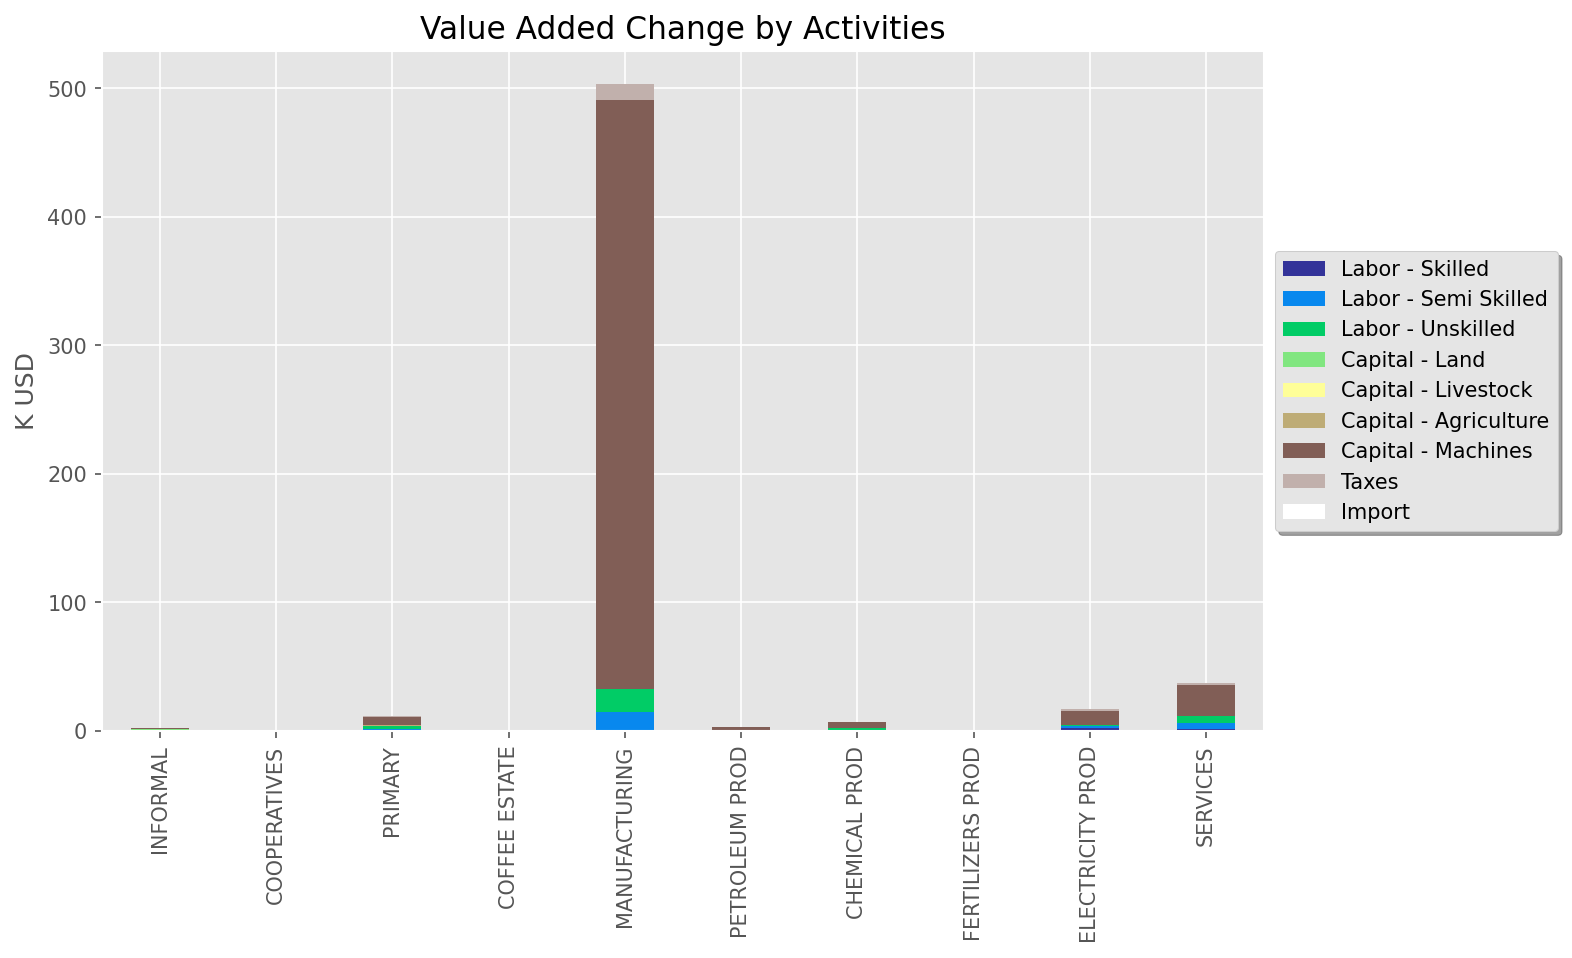 Value Added Change by Activities
K USD
500
400
300
200
100
0
INFORMAL
COOPERATIVES
PRIMARY
COFFEE ESTATE
MANUFACTURING
PETROLEUM PROD
CHEMICAL PROD
FERTILIZERS PROD
ELECTRICITY PROD
SERVICES
Labor - Skilled
Labor - Semi Skilled
Labor - Unskilled
Capital - Land
Capital - Livestock
Capital - Agriculture
Capital - Machines
Taxes
Import